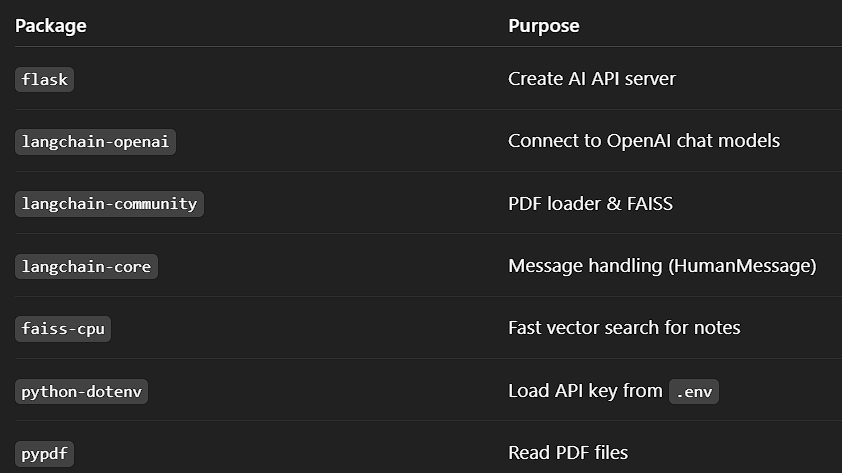 Package Purpose
flask Create AI API server
langchain-openai Connect to OpenAI chat models
langchain-community PDF loader & FAISS
langchain-core Message handling (HumanMessage)
faiss-cpu Fast vector search for notes
python-dotenv Load API key from .env
pypdf Read PDF files